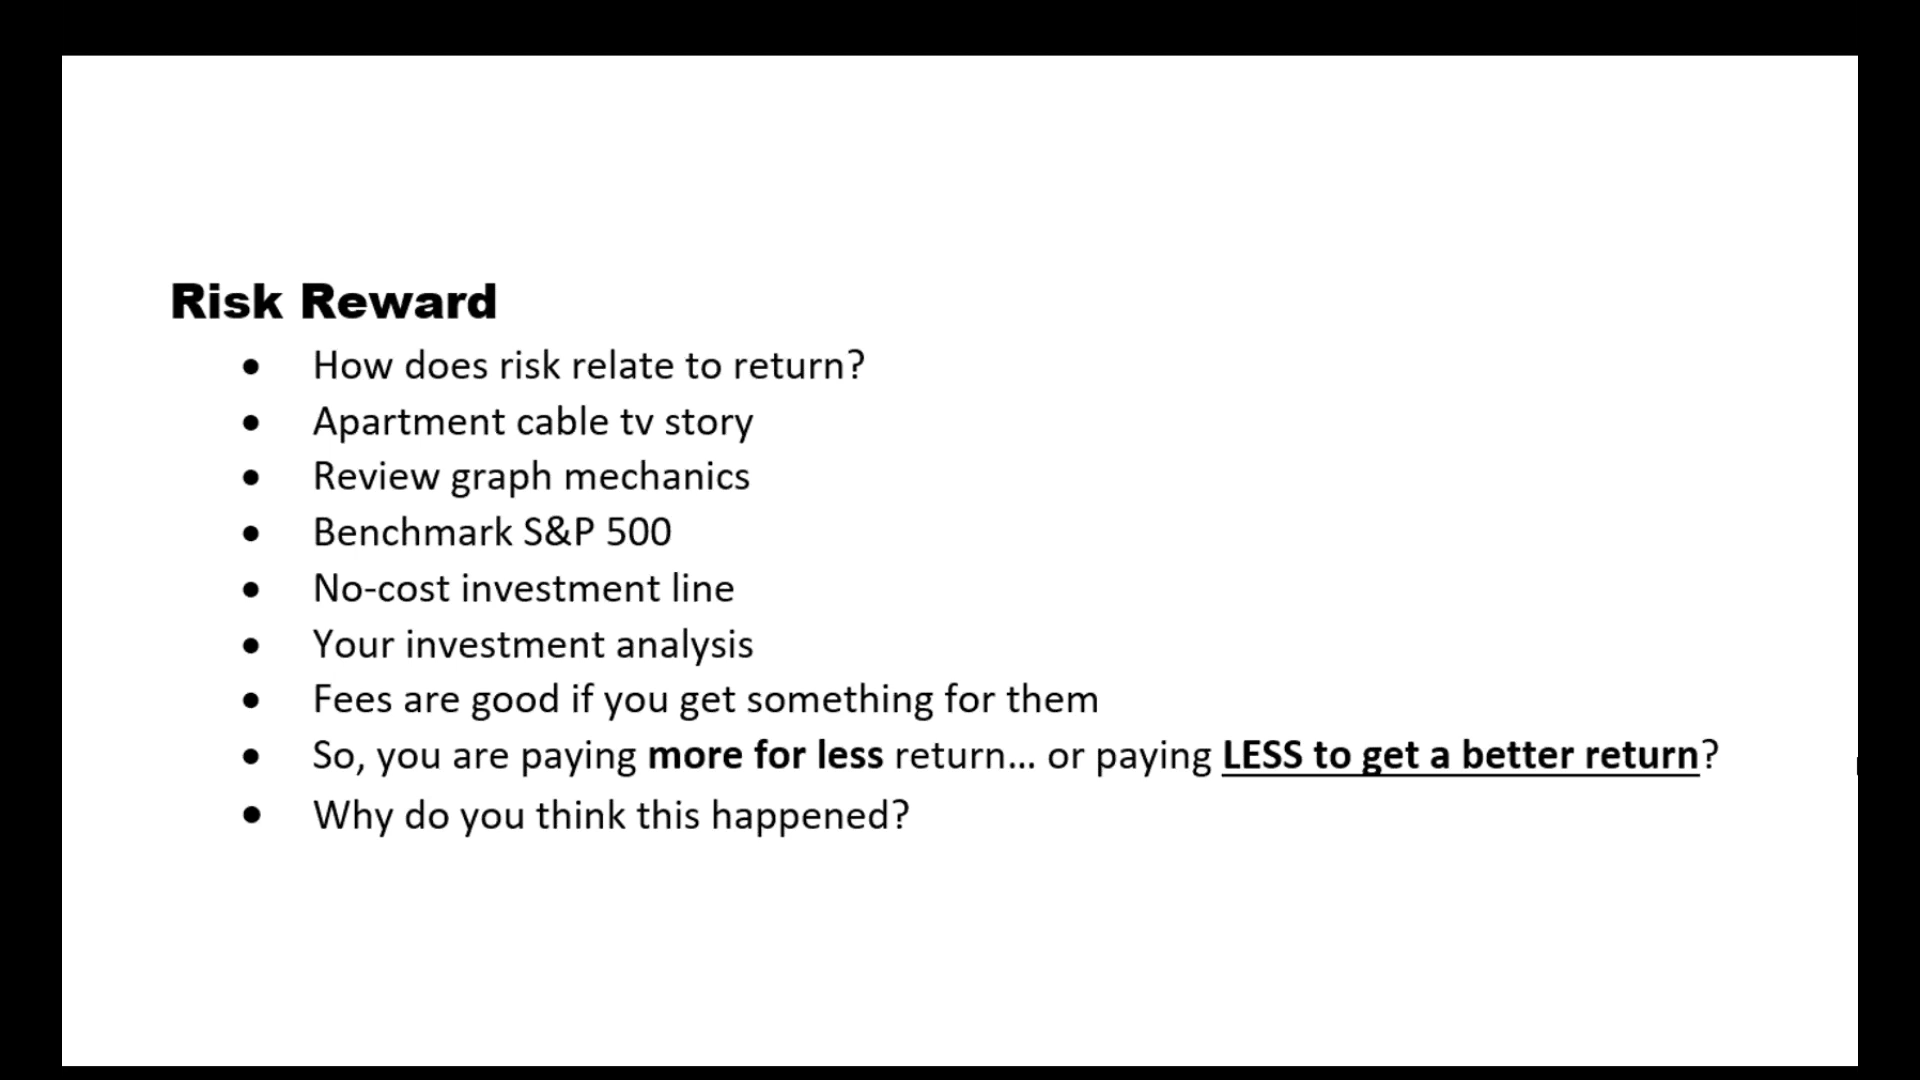 Risk Reward
• How does risk relate to return?
• Apartment cable tv story
• Review graph mechanics
• Benchmark S&P 500
• No-cost investment line
• Your investment analysis
• Fees are good if you get something for them
• So, you are paying more for less return... or paying LESS to get a better return?
• Why do you think this happened?